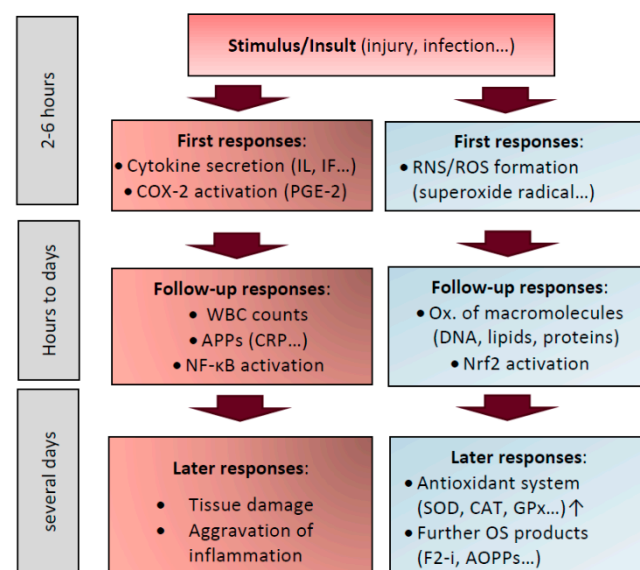 Stimulus/Insult (injury, infection...)
2-6 hours
First responses:
• Cytokine secretion (IL, IF...)
• COX-2 activation (PGE-2)
First responses:
• RNS/ROS formation
(superoxide radical...)
Hours to days
Follow-up responses:
• WBC counts
• APPs (CRP...)
• NF-κB activation
Follow-up responses:
• Ox. of macromolecules
(DNA, lipids, proteins)
• Nrf2 activation
several days
Later responses:
• Tissue damage
• Aggravation of
inflammation
Later responses:
• Antioxidant system
(SOD, CAT, GPx...)↑
• Further OS products
(F2-i, AOPPs...)